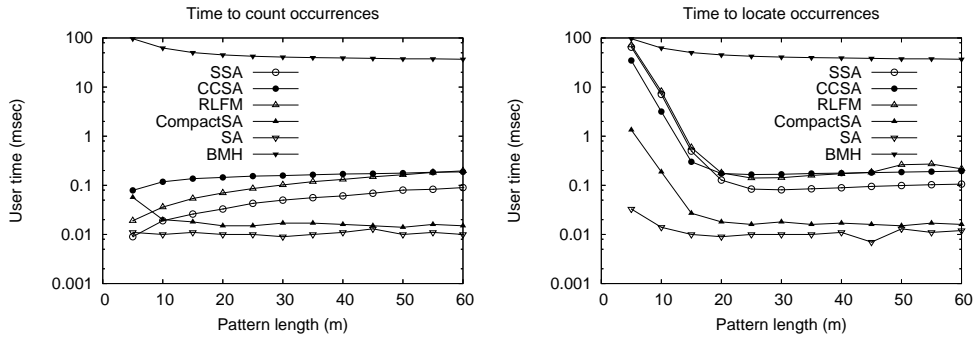 Time to count occurrences
100
10
1
0.1
0.01
0.001
User time (msec)
SSA
CCSA
RLFM
CompactSA
SA
BMH
0 10 20 30 40 50 60
Pattern length (m)
Time to locate occurrences
100
10
1
0.1
0.01
0.001
User time (msec)
SSA
CCSA
RLFM
CompactSA
SA
BMH
0 10 20 30 40 50 60
Pattern length (m)